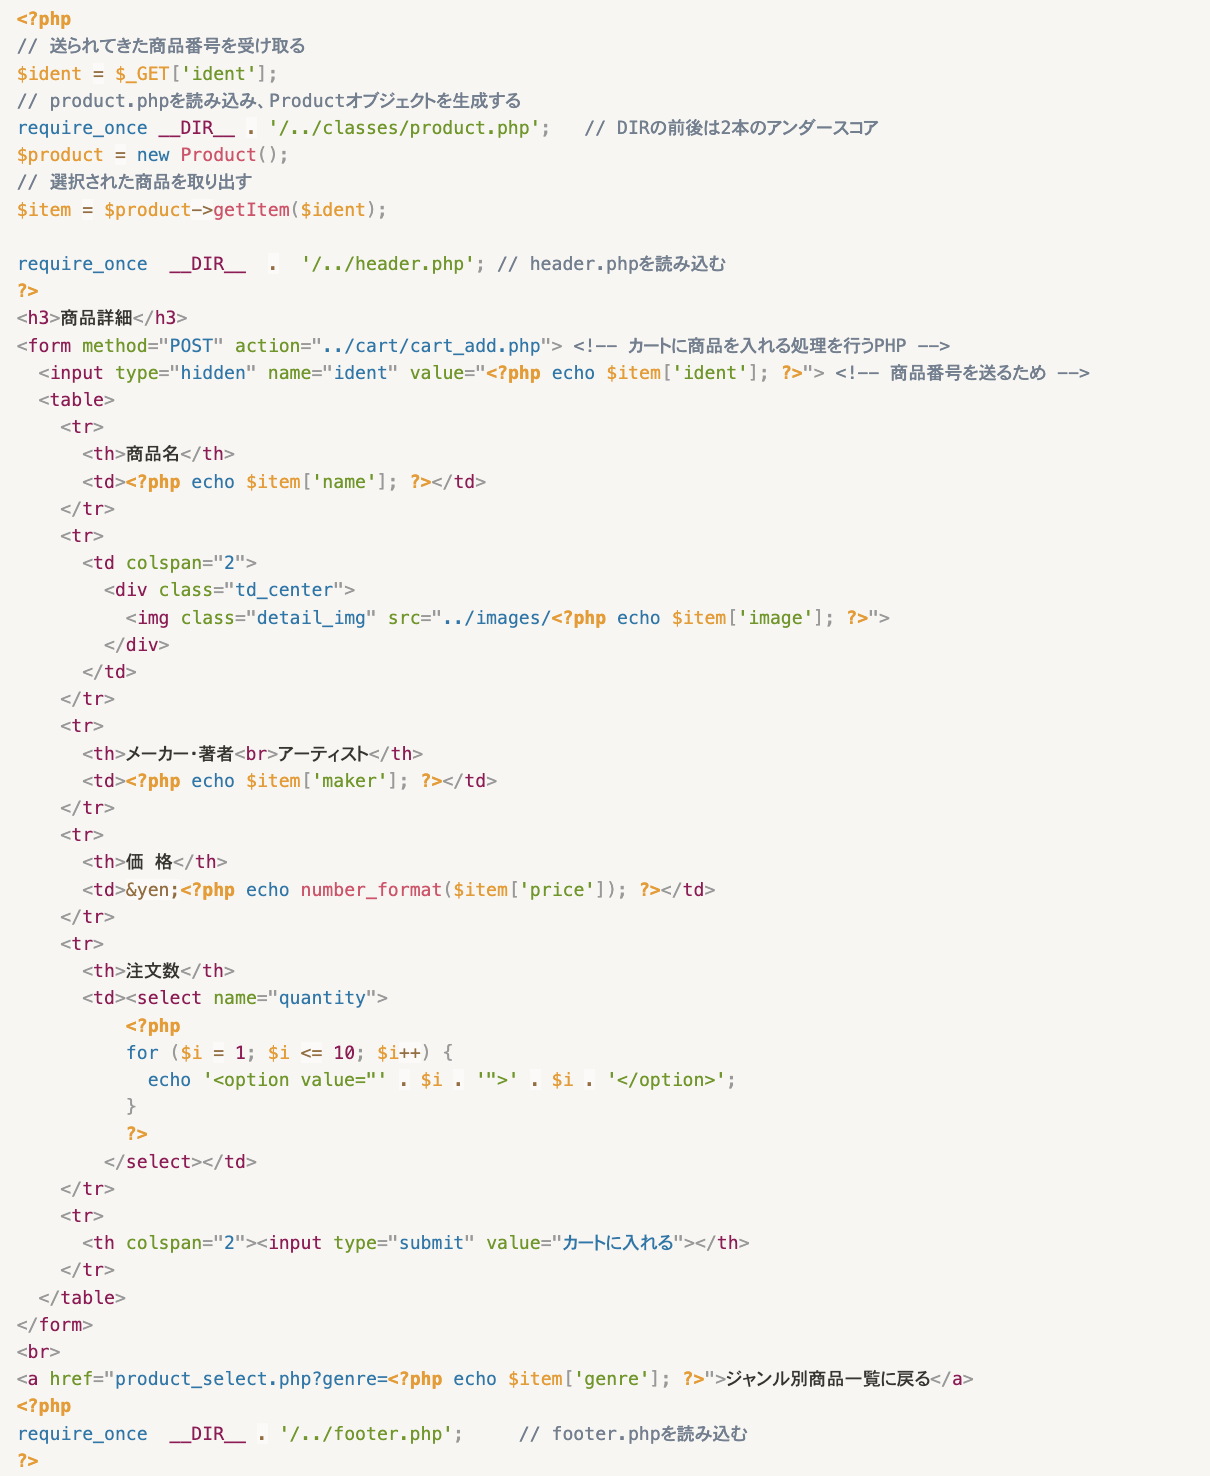 <?php
// 送られてきた商品番号を受け取る
$ident = $_GET['ident'];
// product.phpを読み込み、Productオブジェクトを生成する
require_once __DIR__ . '/../classes/product.php';   // DIRの前後は2本のアンダースコア
$product = new Product();
// 選択された商品を取り出す
$item = $product->getItem($ident);

require_once  __DIR__  .  '/../header.php'; // header.phpを読み込む
?>
<h3>商品詳細</h3>
<form method="POST" action="../cart/cart_add.php"> <!-- カートに商品を入れる処理を行うPHP -->
  <input type="hidden" name="ident" value="<?php echo $item['ident']; ?>"> <!-- 商品番号を送るため -->
  <table>
    <tr>
      <th>商品名</th>
      <td><?php echo $item['name']; ?></td>
    </tr>
    <tr>
      <td colspan="2">
        <div class="td_center">
          <img class="detail_img" src="../images/<?php echo $item['image']; ?>">
        </div>
      </td>
    </tr>
    <tr>
      <th>メーカー・著者<br>アーティスト</th>
      <td><?php echo $item['maker']; ?></td>
    </tr>
    <tr>
      <th>価 格</th>
      <td>&yen;<?php echo number_format($item['price']); ?></td>
    </tr>
    <tr>
      <th>注文数</th>
      <td><select name="quantity">
          <?php
          for ($i = 1; $i <= 10; $i++) {
            echo '<option value="' . $i . '">' . $i . '</option>';
          }
          ?>
        </select></td>
    </tr>
    <tr>
      <th colspan="2"><input type="submit" value="カートに入れる"></th>
    </tr>
  </table>
</form>
<br>
<a href="product_select.php?genre=<?php echo $item['genre']; ?>">ジャンル別商品一覧に戻る</a>
<?php
require_once  __DIR__ . '/../footer.php';     // footer.phpを読み込む
?>